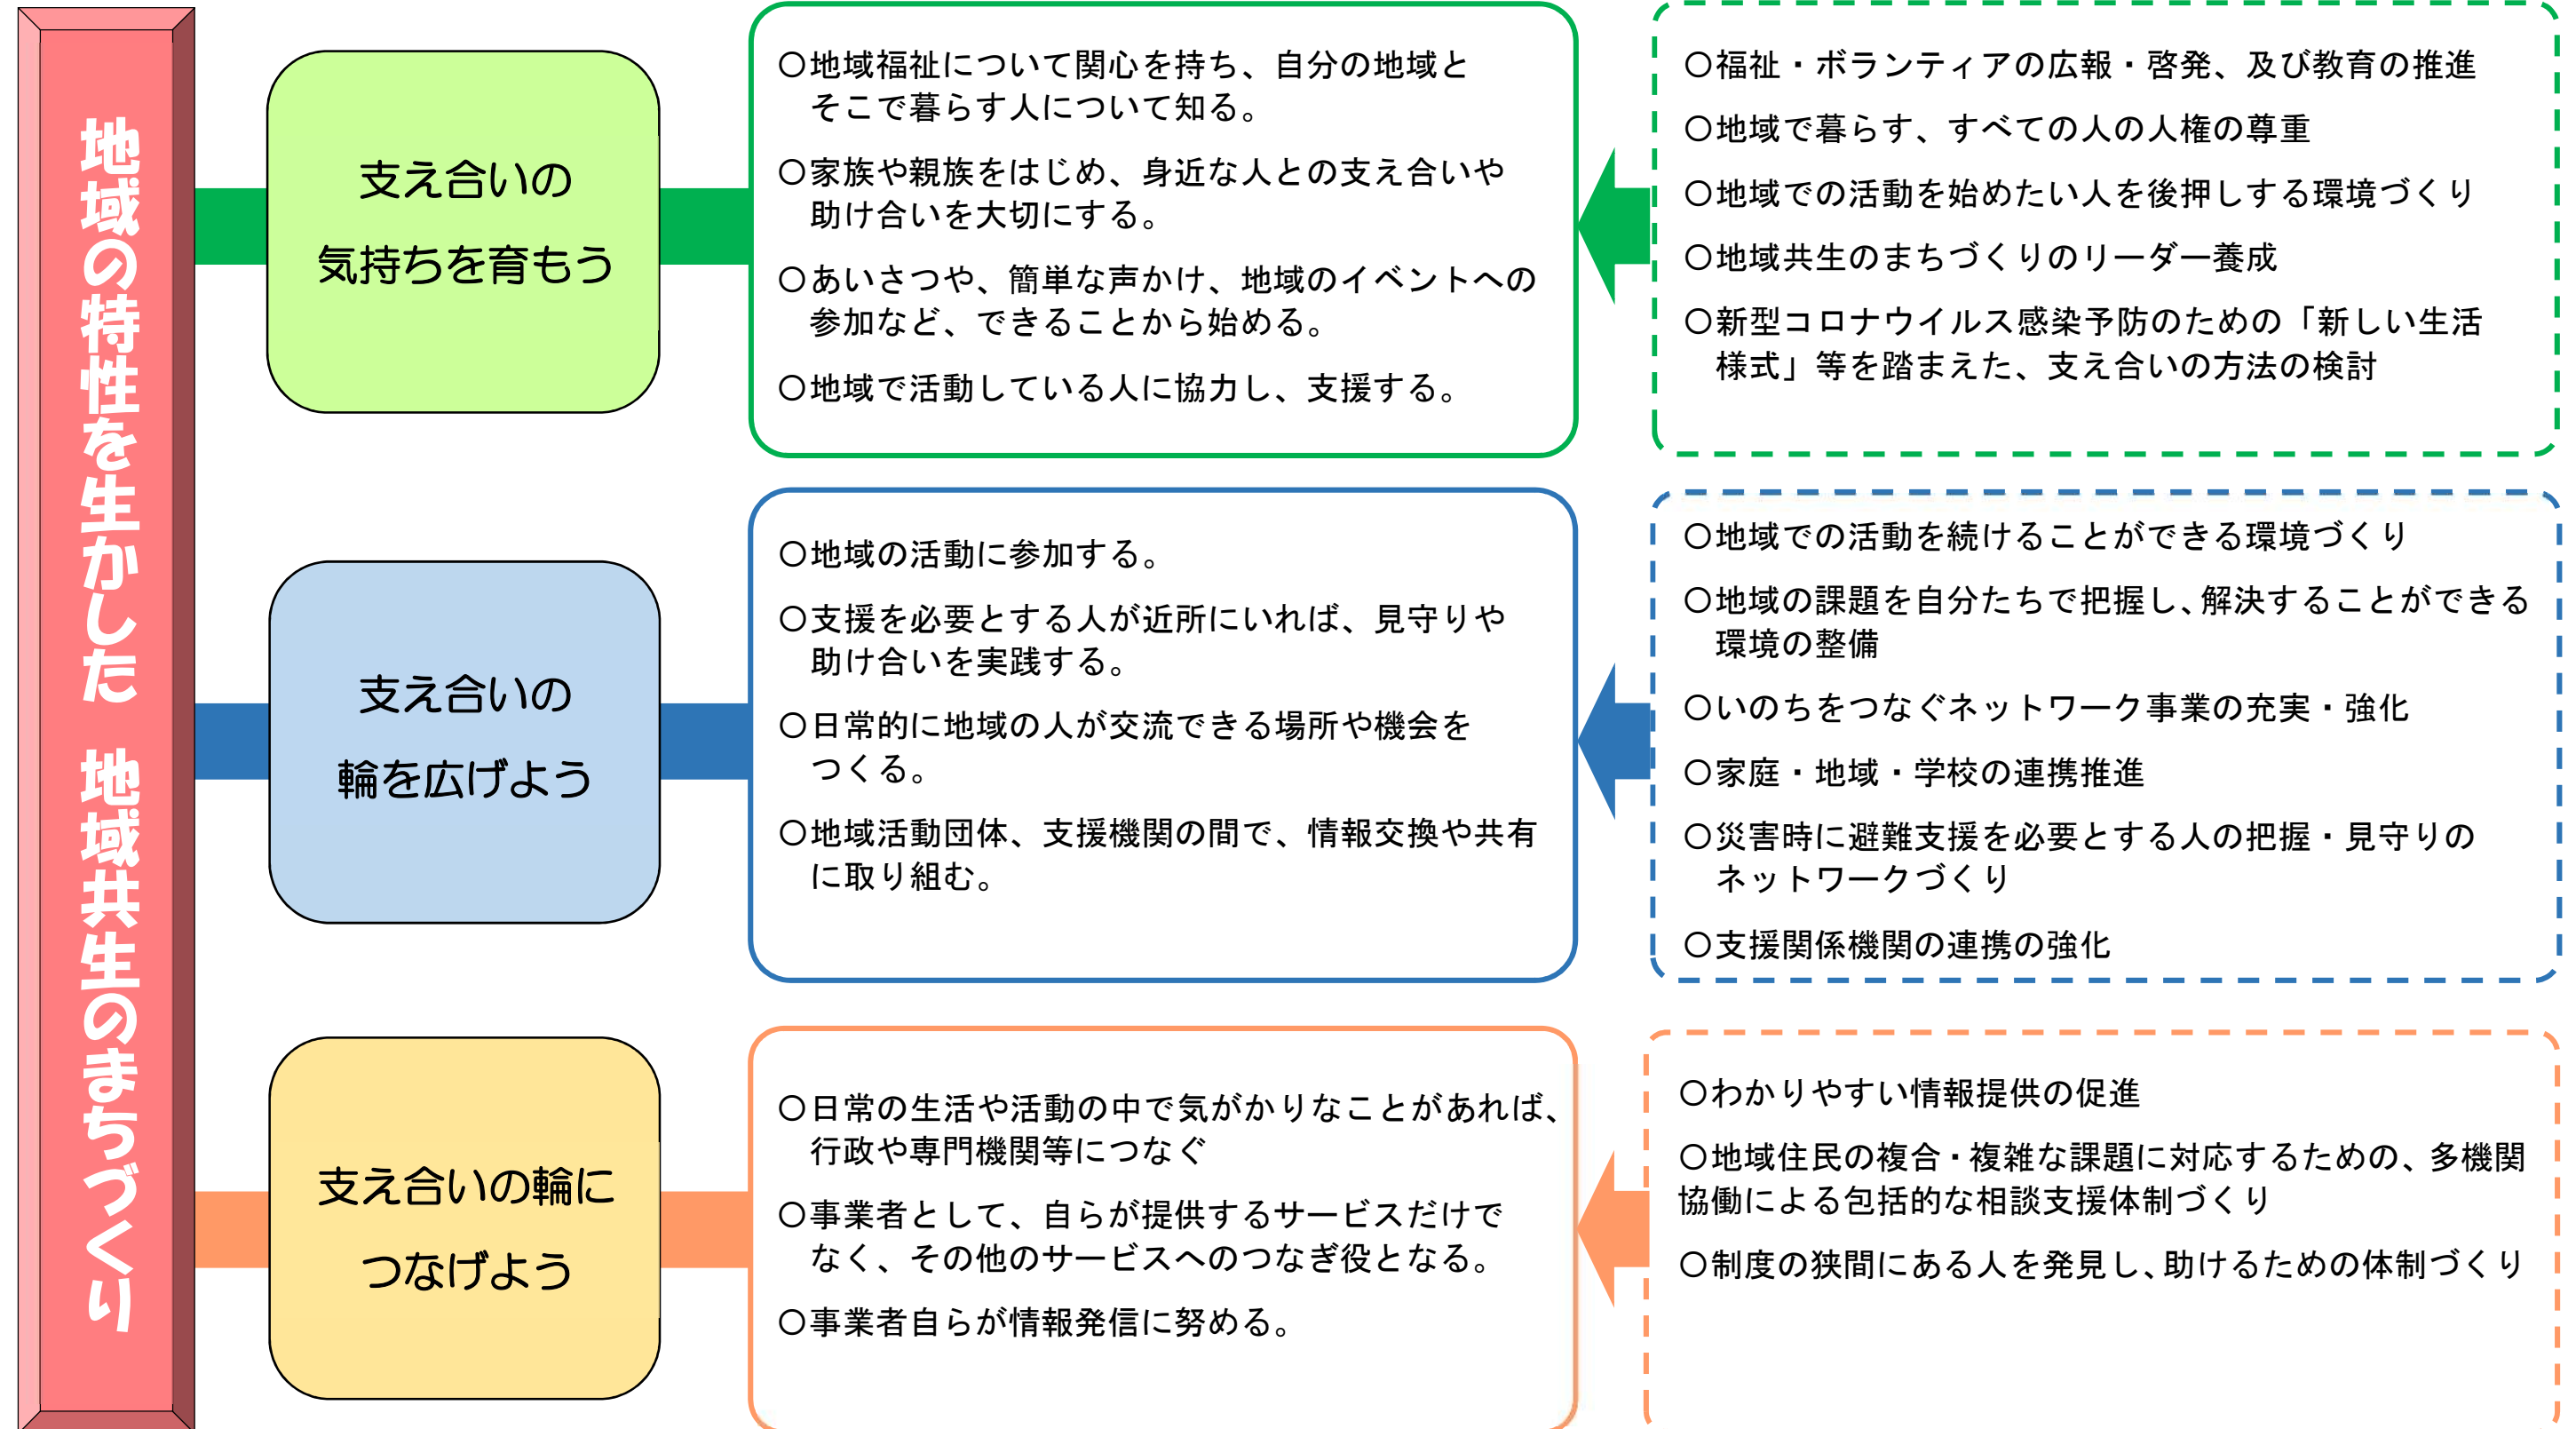 地域の特性を生かした 地域共生のまちづくり
支え合いの
気持ちを育もう
〇地域福祉について関心を持ち、自分の地域と
そこで暮らす人について知る。
〇家族や親族をはじめ、身近な人との支え合いや
助け合いを大切にする。
〇あいさつや、簡単な声かけ、地域のイベントへの
参加など、できることから始める。
〇地域で活動している人に協力し、支援する。
〇福祉・ボランティアの広報・啓発、及び教育の推進
〇地域で暮らす、すべての人の人権の尊重
〇地域での活動を始めたい人を後押しする環境づくり
〇地域共生のまちづくりのリーダー養成
〇新型コロナウイルス感染予防のための「新しい生活
様式」等を踏まえた、支え合いの方法の検討
支え合いの
輪を広げよう
〇地域の活動に参加する。
〇支援を必要とする人が近所にいれば、見守りや
助け合いを実践する。
〇日常的に地域の人が交流できる場所や機会を
つくる。
〇地域活動団体、支援機関の間で、情報交換や共有
に取り組む。
〇地域での活動を続けることができる環境づくり
〇地域の課題を自分たちで把握し、解決することができる
環境の整備
〇いのちをつなぐネットワーク事業の充実・強化
〇家庭・地域・学校の連携推進
〇災害時に避難支援を必要とする人の把握・見守りの
ネットワークづくり
〇支援関係機関の連携の強化
支え合いの輪に
つなげよう
〇日常の生活や活動の中で気がかりなことがあれば、
行政や専門機関等につなぐ
〇事業者として、自らが提供するサービスだけで
なく、その他のサービスへのつなぎ役となる。
〇事業者自らが情報発信に努める。
〇わかりやすい情報提供の促進
〇地域住民の複合・複雑な課題に対応するための、多機関
協働による包括的な相談支援体制づくり
〇制度の狭間にある人を発見し、助けるための体制づくり